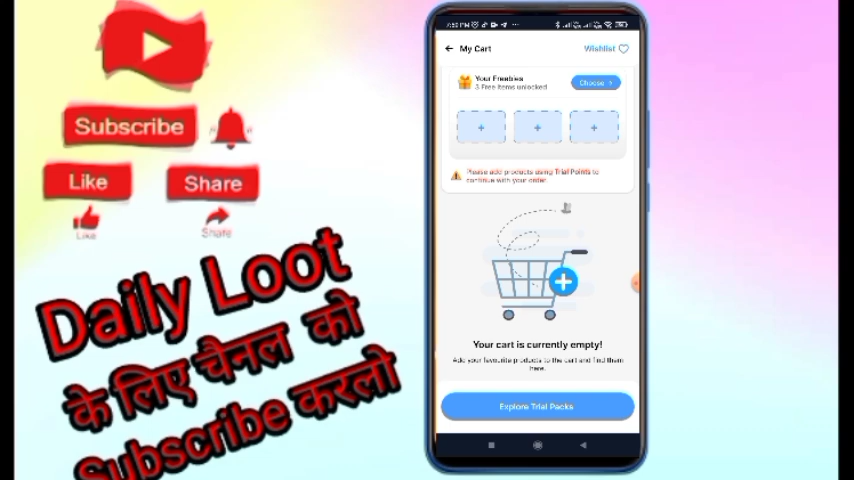 Subscribe
Like
Share
Like
Share
Daily Loot
के लिए चैनल को
Subscribe करलो
My Cart
Wishlist
Your Freebies
3 Free items unlocked
Choose
Please add products using Trial Points to
continue with your order.
Your cart is currently empty!
Add your favourite products to the cart and find them
here.
Explore Trial Packs